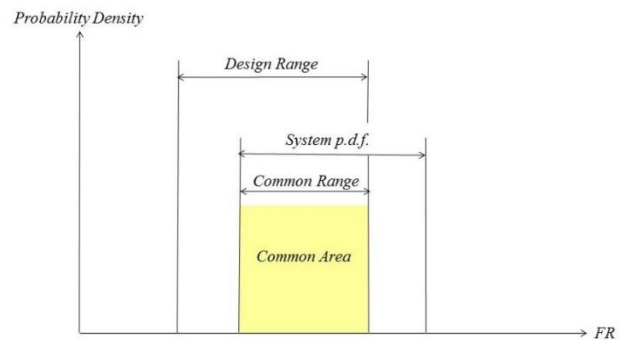 Probability Density
Design Range
System p.d.f.
Common Range
Common Area
FR